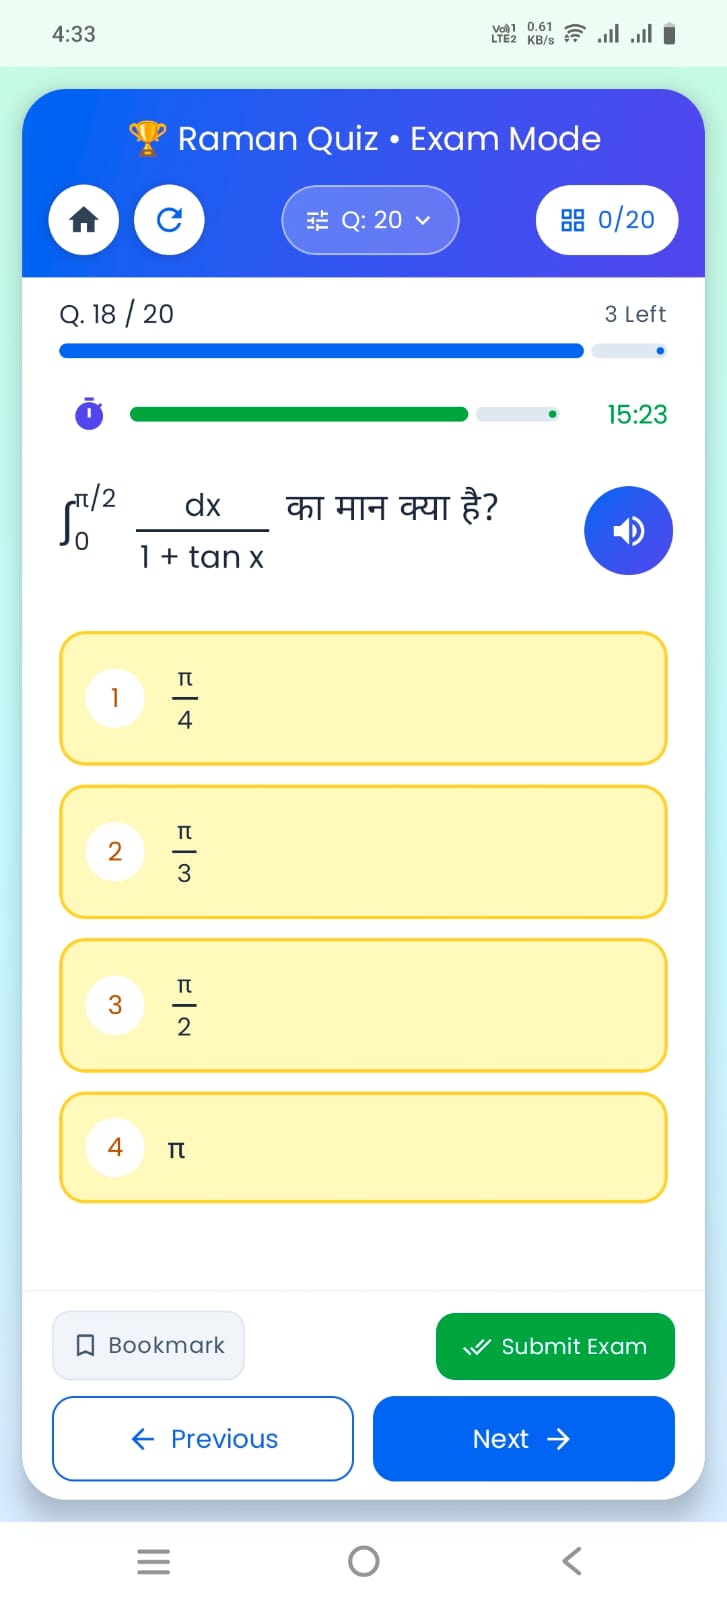 4:33
Vo))1 LTE2 0.61 KB/s
🏆 Raman Quiz • Exam Mode
Q: 20
0/20
Q. 18 / 20
3 Left
15:23
∫₀^π/2 dx / (1 + tan x) का मान क्या है?
1 π/4
2 π/3
3 π/2
4 π
Bookmark
Submit Exam
← Previous
Next →